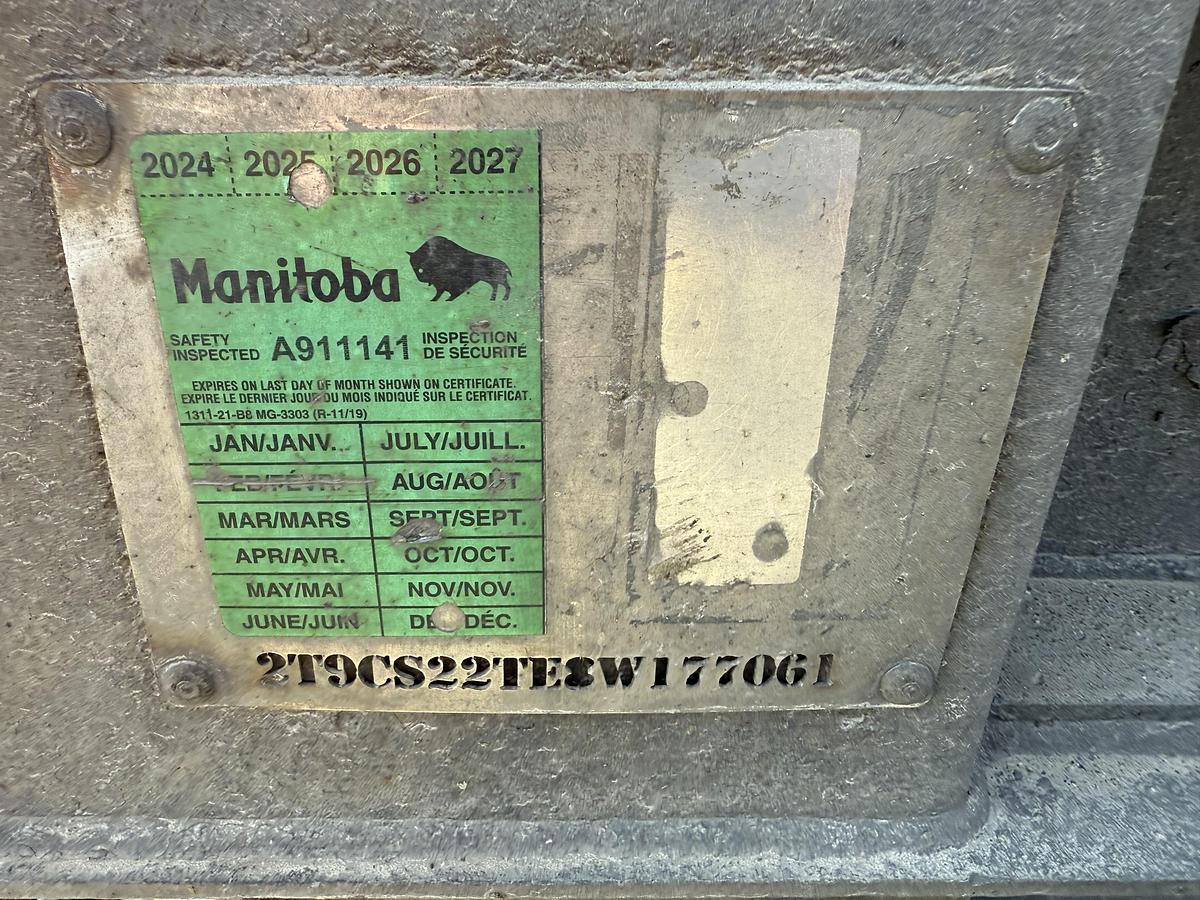 2024 2025 2026 2027
Manitoba
SAFETY INSPECTED A911141 INSPECTION DE SÉCURITÉ
EXPIRES ON LAST DAY OF MONTH SHOWN ON CERTIFICATE.
EXPIRE LE DERNIER JOUR DU MOIS INDIQUÉ SUR LE CERTIFICAT.
1311-21-B8 MG-3303 (R-11/19)
JAN/JANV. JULY/JUILL.
FEB/FÉVR. AUG/AOÛT
MAR/MARS SEPT/SEPT.
APR/AVR. OCT/OCT.
MAY/MAI NOV/NOV.
JUNE/JUIN DEC/DÉC.
2T9CS22TE8W177061